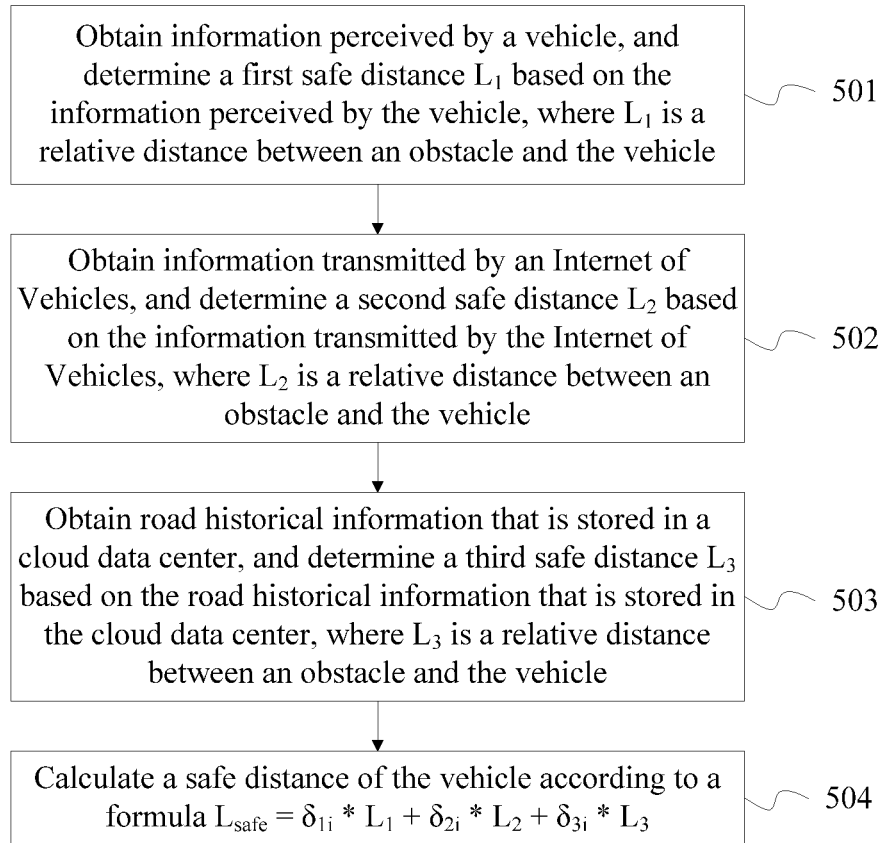 Obtain information perceived by a vehicle, and
determine a first safe distance L₁ based on the
information perceived by the vehicle, where L₁ is a
relative distance between an obstacle and the vehicle
501
Obtain information transmitted by an Internet of
Vehicles, and determine a second safe distance L₂ based
on the information transmitted by the Internet of
Vehicles, where L₂ is a relative distance between an
obstacle and the vehicle
502
Obtain road historical information that is stored in a
cloud data center, and determine a third safe distance L₃
based on the road historical information that is stored in
the cloud data center, where L₃ is a relative distance
between an obstacle and the vehicle
503
Calculate a safe distance of the vehicle according to a
formula L_safe = δ₁ᵢ * L₁ + δ₂ᵢ * L₂ + δ₃ᵢ * L₃
504